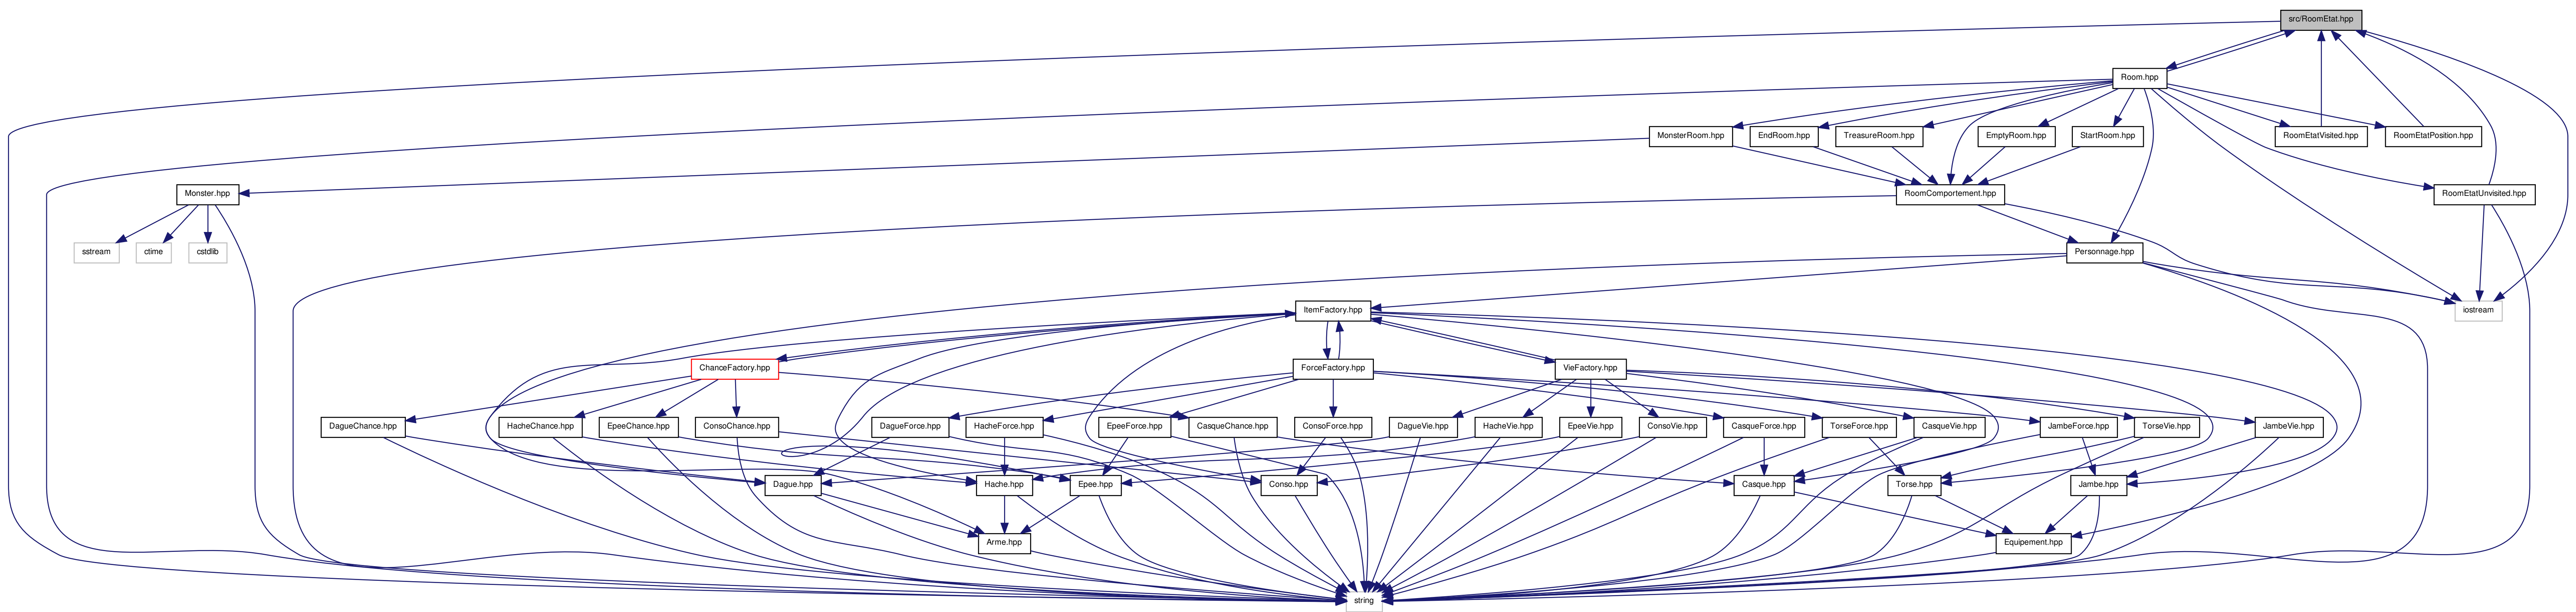 src/RoomEtat.hpp
Room.hpp
MonsterRoom.hpp
EndRoom.hpp
TreasureRoom.hpp
EmptyRoom.hpp
StartRoom.hpp
RoomEtatVisited.hpp
RoomEtatPosition.hpp
Monster.hpp
RoomComportement.hpp
RoomEtatUnvisited.hpp
sstream
ctime
cstdlib
Personnage.hpp
ItemFactory.hpp
iostream
ChanceFactory.hpp
ForceFactory.hpp
VieFactory.hpp
DagueChance.hpp
HacheChance.hpp
EpeeChance.hpp
ConsoChance.hpp
DagueForce.hpp
HacheForce.hpp
EpeeForce.hpp
CasqueChance.hpp
ConsoForce.hpp
DagueVie.hpp
HacheVie.hpp
EpeeVie.hpp
ConsoVie.hpp
CasqueForce.hpp
TorseForce.hpp
CasqueVie.hpp
JambeForce.hpp
TorseVie.hpp
JambeVie.hpp
Dague.hpp
Hache.hpp
Epee.hpp
Conso.hpp
Casque.hpp
Torse.hpp
Jambe.hpp
Arme.hpp
Equipement.hpp
string